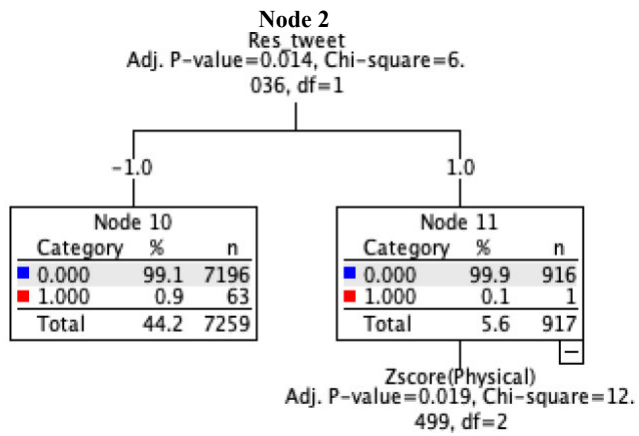 Node 2
Res_tweet
Adj. P-value=0.014, Chi-square=6.
036, df=1
-1.0
1.0
Node 10
Category % n
0.000 99.1 7196
1.000 0.9 63
Total 44.2 7259
Node 11
Category % n
0.000 99.9 916
1.000 0.1 1
Total 5.6 917
Zscore(Physical)
Adj. P-value=0.019, Chi-square=12.
499, df=2